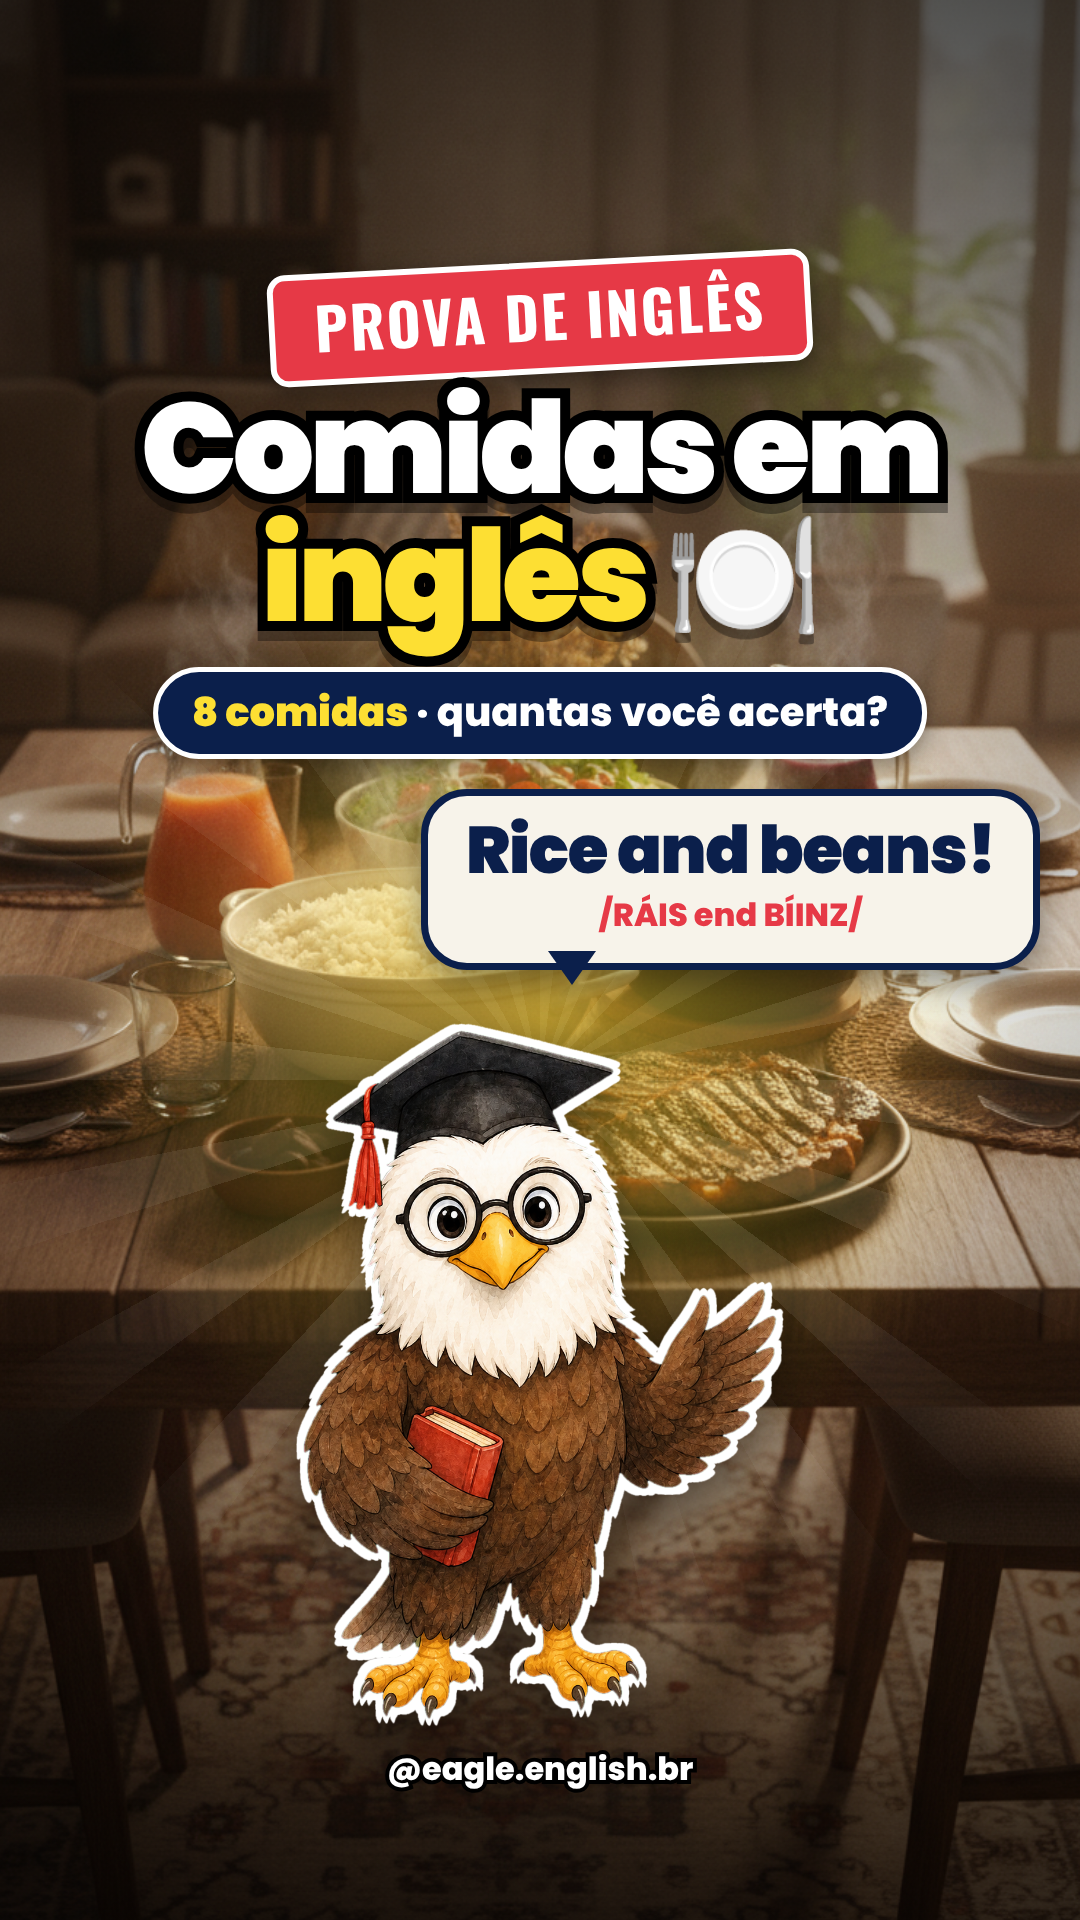 PROVA DE INGLÊS
Comidas em
inglês
8 comidas · quantas você acerta?
Rice and beans!
/RÁIS end BÍINZ/
@eagle.english.br